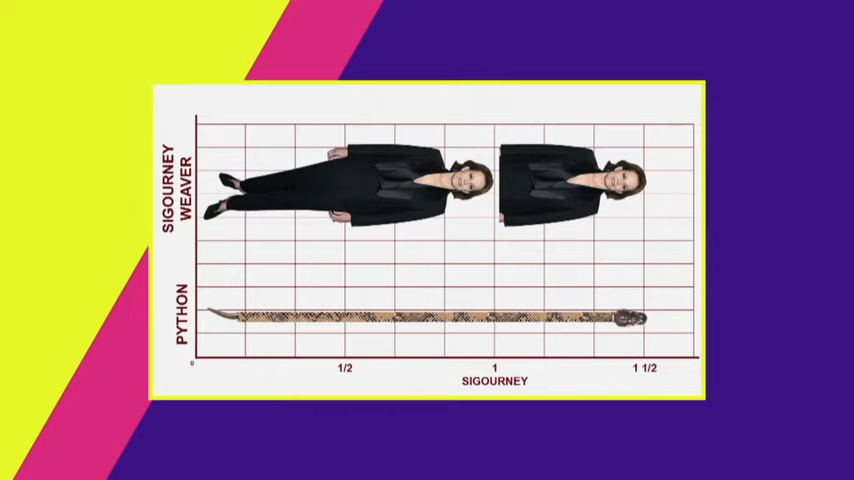 SIGOURNEY
WEAVER
PYTHON
0
1/2
1
1 1/2
SIGOURNEY